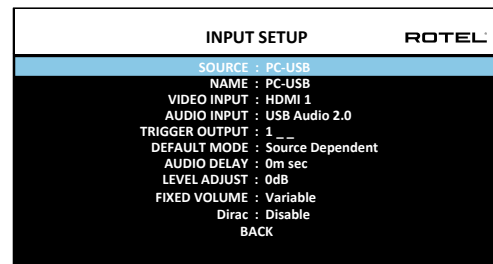 INPUT SETUP ROTEL
SOURCE : PC-USB
NAME : PC-USB
VIDEO INPUT : HDMI 1
AUDIO INPUT : USB Audio 2.0
TRIGGER OUTPUT : 1 _ _
DEFAULT MODE : Source Dependent
AUDIO DELAY : 0m sec
LEVEL ADJUST : 0dB
FIXED VOLUME : Variable
Dirac : Disable
BACK